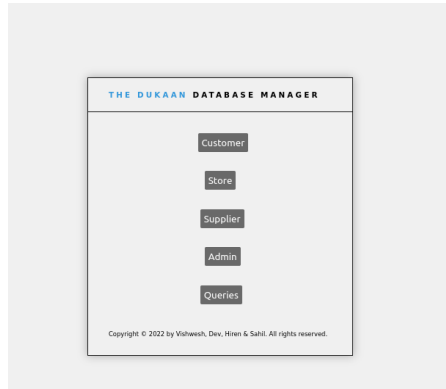 THE DUKAAN DATABASE MANAGER
Customer
Store
Supplier
Admin
Queries
Copyright © 2022 by Vishwesh, Dev, Hiren & Sahil. All rights reserved.